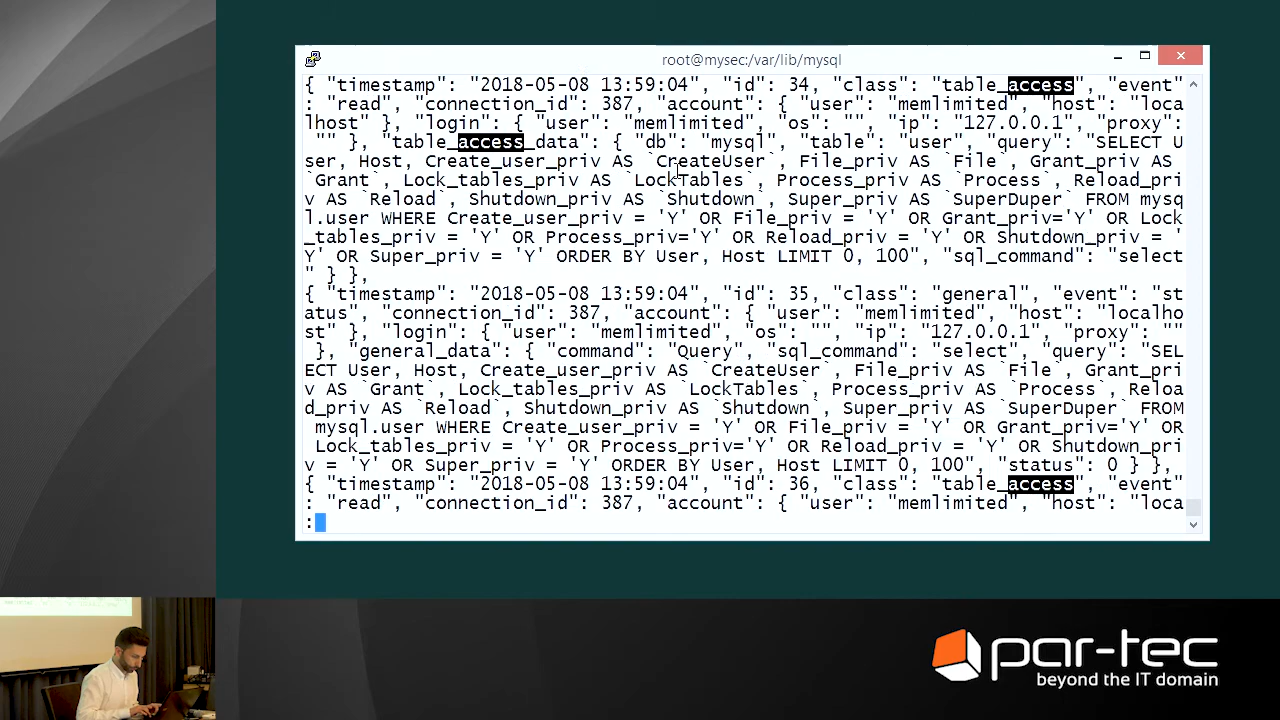 root@mysec:/var/lib/mysql
{ "timestamp": "2018-05-08 13:59:04", "id": 34, "class": "table_access", "event"
: "read", "connection_id": 387, "account": { "user": "memlimited", "host": "loca
lhost" }, "login": { "user": "memlimited", "os": "", "ip": "127.0.0.1", "proxy":
 "" }, "table_access_data": { "db": "mysql", "table": "user", "query": "SELECT U
ser, Host, Create_user_priv AS `CreateUser`, File_priv AS `File`, Grant_priv AS 
`Grant`, Lock_tables_priv AS `LockTables`, Process_priv AS `Process`, Reload_pri
v AS `Reload`, Shutdown_priv AS `Shutdown`, Super_priv AS `SuperDuper` FROM mysq
l.user WHERE Create_user_priv = 'Y' OR File_priv = 'Y' OR Grant_priv='Y' OR Lock
_tables_priv = 'Y' OR Process_priv='Y' OR Reload_priv = 'Y' OR Shutdown_priv = '
Y' OR Super_priv = 'Y' ORDER BY User, Host LIMIT 0, 100", "sql_command": "select
" } },
{ "timestamp": "2018-05-08 13:59:04", "id": 35, "class": "general", "event": "st
atus", "connection_id": 387, "account": { "user": "memlimited", "host": "localho
st" }, "login": { "user": "memlimited", "os": "", "ip": "127.0.0.1", "proxy": ""
 }, "general_data": { "command": "Query", "sql_command": "select", "query": "SEL
ECT User, Host, Create_user_priv AS `CreateUser`, File_priv AS `File`, Grant_pri
v AS `Grant`, Lock_tables_priv AS `LockTables`, Process_priv AS `Process`, Reloa
d_priv AS `Reload`, Shutdown_priv AS `Shutdown`, Super_priv AS `SuperDuper` FROM
 mysql.user WHERE Create_user_priv = 'Y' OR File_priv = 'Y' OR Grant_priv='Y' OR
 Lock_tables_priv = 'Y' OR Process_priv='Y' OR Reload_priv = 'Y' OR Shutdown_pri
v = 'Y' OR Super_priv = 'Y' ORDER BY User, Host LIMIT 0, 100", "status": 0 } },
{ "timestamp": "2018-05-08 13:59:04", "id": 36, "class": "table_access", "event"
: "read", "connection_id": 387, "account": { "user": "memlimited", "host": "loca
:
par-tec
beyond the IT domain